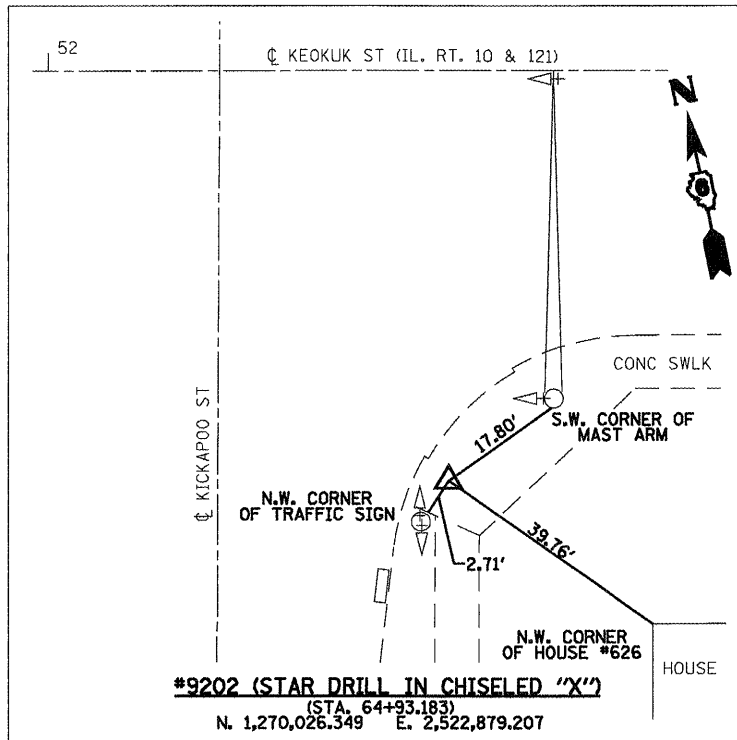 52
℄ KEOKUK ST (IL. RT. 10 & 121)
N
6
CONC SWLK
℄ KICKAPOO ST
17.80'
S.W. CORNER OF
MAST ARM
N.W. CORNER
OF TRAFFIC SIGN
39.76'
2.71'
N.W. CORNER
OF HOUSE #626
HOUSE
#9202 (STAR DRILL IN CHISELED "X")
(STA. 64+93.183)
N. 1,270,026.349 E. 2,522,879.207